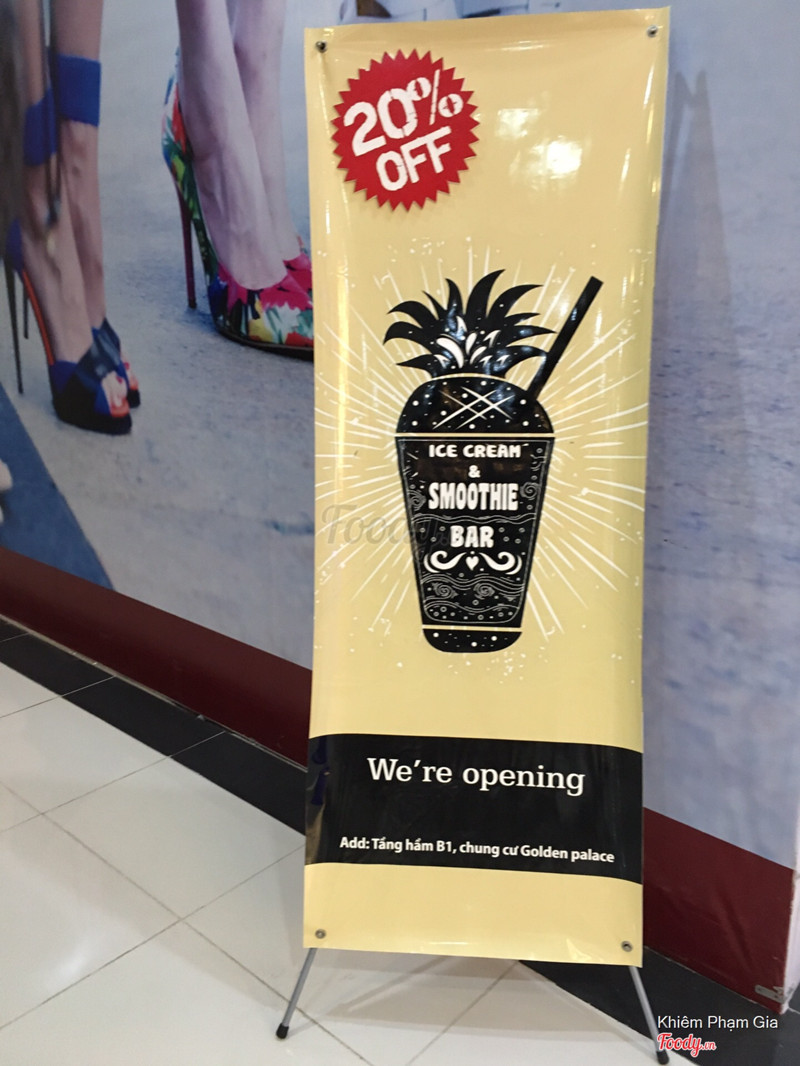 20%
OFF
ICE CREAM
&
SMOOTHIE
BAR
We're opening
Add: Tầng hầm B1, chung cư Golden palace
Foody
Khiêm Phạm Gia
Foody.vn